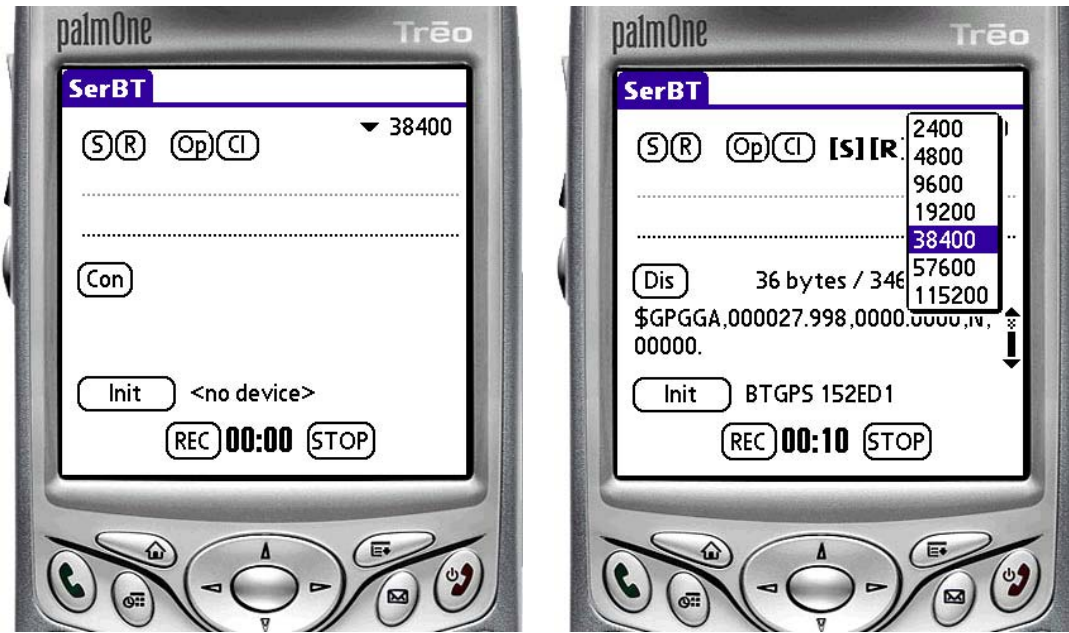 palmOne Trēo
SerBT
S R Op Cl 38400
Con
Init <no device>
REC 00:00 STOP
palmOne Trēo
SerBT
S R Op Cl [S][R
2400
4800
9600
19200
38400
57600
115200
Dis 36 bytes / 346
$GPGGA,000027.998,0000.0000,N,
00000.
Init BTGPS 152ED1
REC 00:10 STOP